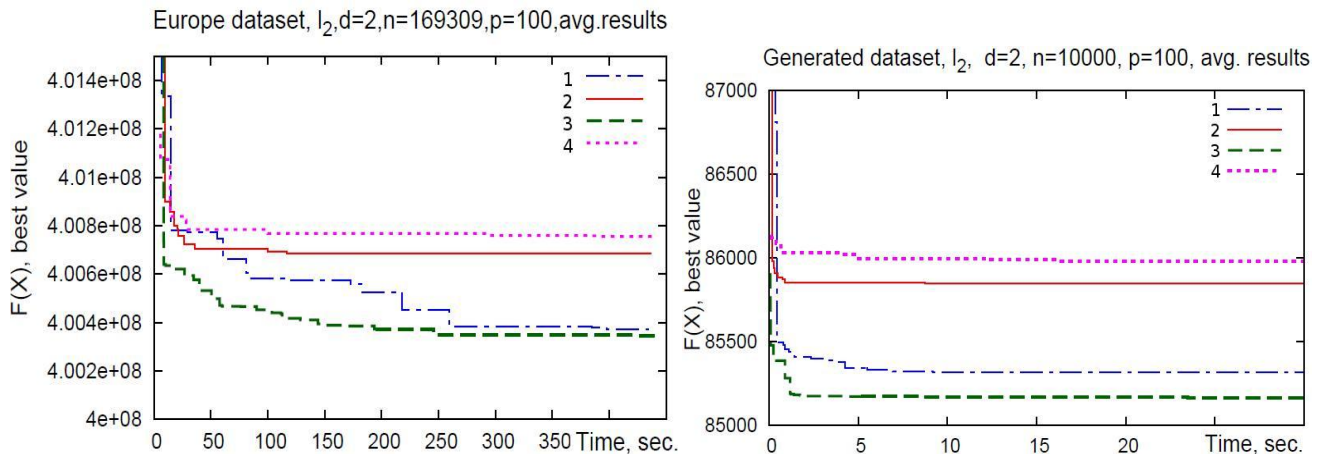 Europe dataset, l2,d=2,n=169309,p=100,avg.results
4.014e+08
4.012e+08
4.01e+08
4.008e+08
4.006e+08
4.004e+08
4.002e+08
4e+08
F(X), best value
1
2
3
4
0 50 100 150 200 250 300 350 Time, sec.
Generated dataset, l2, d=2, n=10000, p=100, avg. results
87000
86500
86000
85500
85000
F(X), best value
1
2
3
4
0 5 10 15 20 Time, sec.